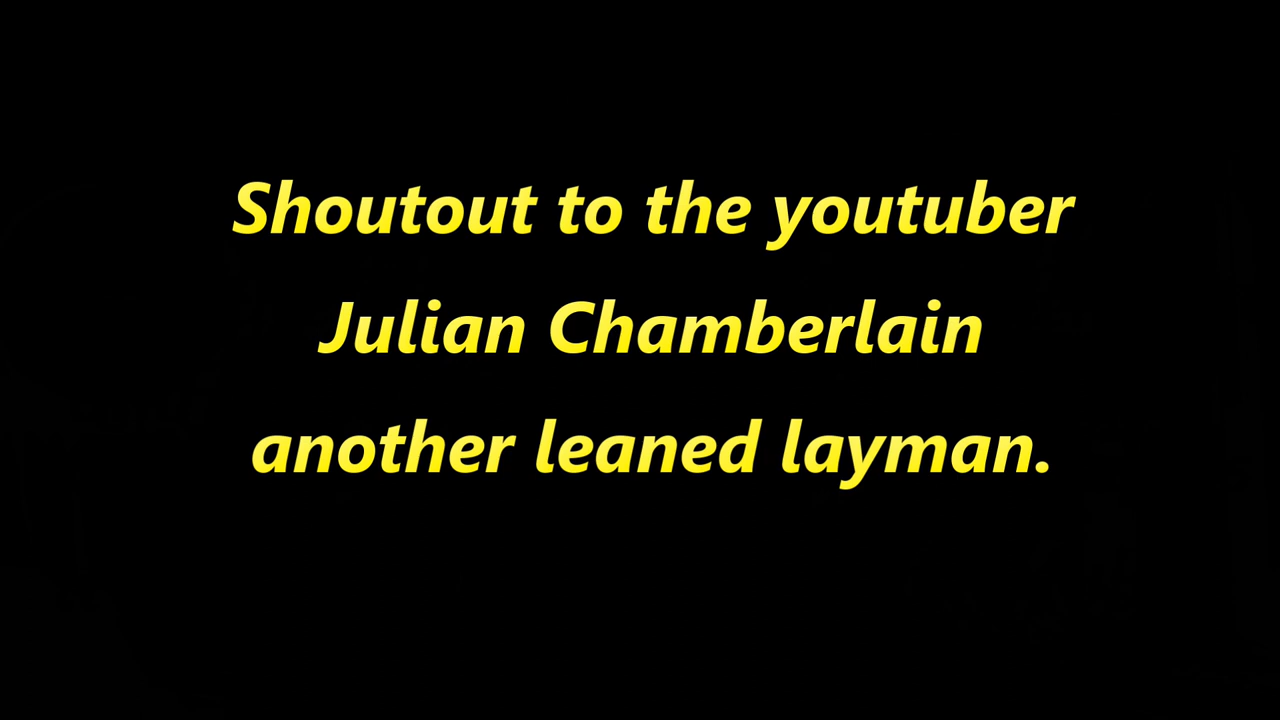 Shoutout to the youtuber
Julian Chamberlain
another leaned layman.